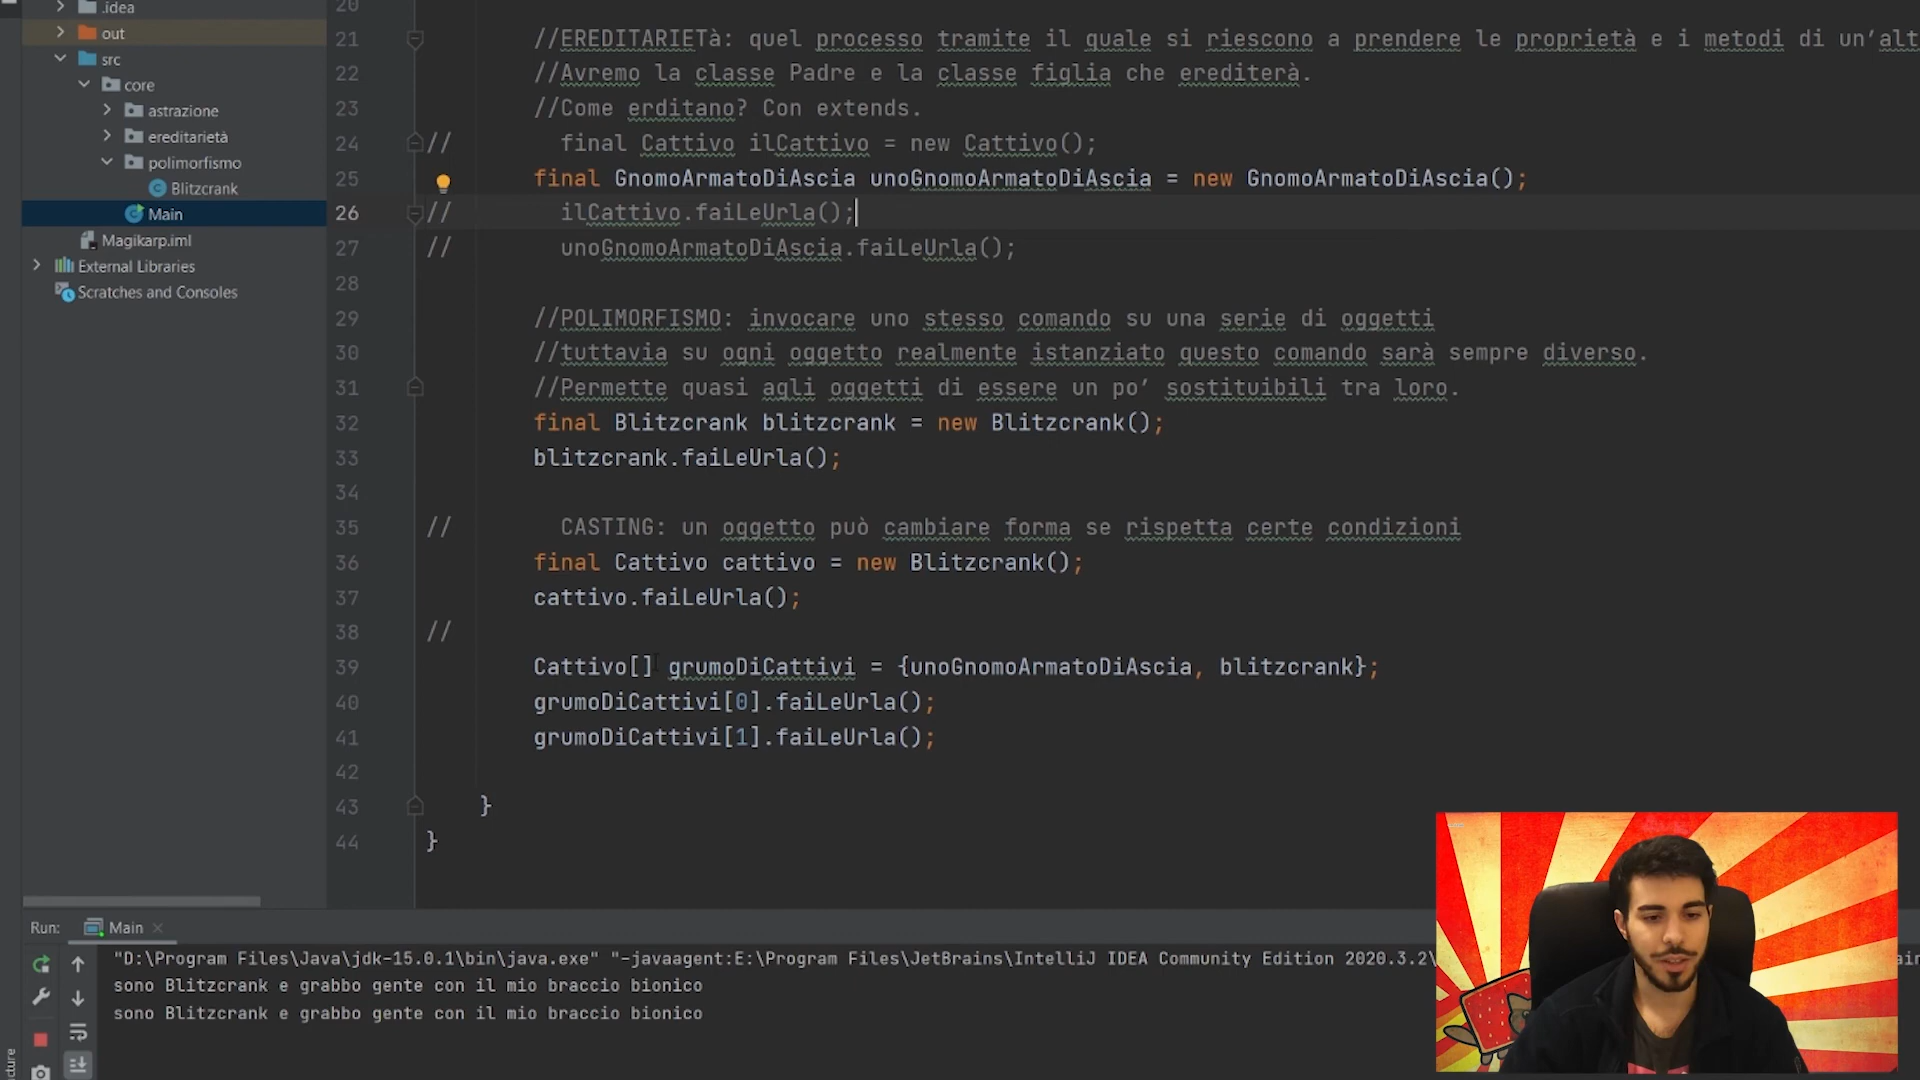 .idea
out
src
core
astrazione
ereditarietà
polimorfismo
Blitzcrank
Main
Magikarp.iml
External Libraries
Scratches and Consoles
20
21 //EREDITARIETà: quel processo tramite il quale si riescono a prendere le proprietà e i metodi di un'alt
22 //Avremo la classe Padre e la classe figlia che erediterà.
23 //Come erditano? Con extends.
24 // final Cattivo ilCattivo = new Cattivo();
25 final GnomoArmatoDiAscia unoGnomoArmatoDiAscia = new GnomoArmatoDiAscia();
26 // ilCattivo.faiLeUrla();
27 // unoGnomoArmatoDiAscia.faiLeUrla();
28
29 //POLIMORFISMO: invocare uno stesso comando su una serie di oggetti
30 //tuttavia su ogni oggetto realmente istanziato questo comando sarà sempre diverso.
31 //Permette quasi agli oggetti di essere un po' sostituibili tra loro.
32 final Blitzcrank blitzcrank = new Blitzcrank();
33 blitzcrank.faiLeUrla();
34
35 // CASTING: un oggetto può cambiare forma se rispetta certe condizioni
36 final Cattivo cattivo = new Blitzcrank();
37 cattivo.faiLeUrla();
38 //
39 Cattivo[] grumoDiCattivi = {unoGnomoArmatoDiAscia, blitzcrank};
40 grumoDiCattivi[0].faiLeUrla();
41 grumoDiCattivi[1].faiLeUrla();
42
43 }
44 }
Run: Main
"D:\Program Files\Java\jdk-15.0.1\bin\java.exe" "-javaagent:E:\Program Files\JetBrains\IntelliJ IDEA Community Edition 2020.3.2\
sono Blitzcrank e grabbo gente con il mio braccio bionico
sono Blitzcrank e grabbo gente con il mio braccio bionico